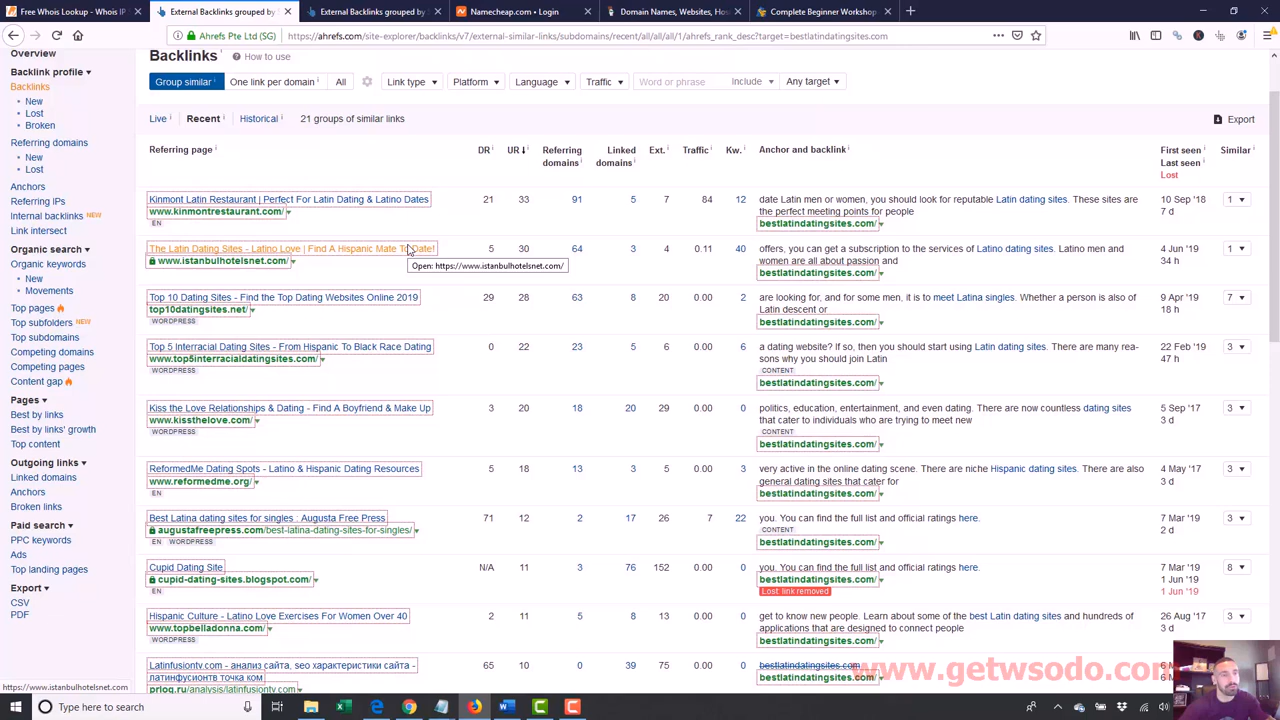 Free Whois Lookup - Whois IP
External Backlinks grouped by S
External Backlinks grouped by S
Namecheap.com • Login
Domain Names, Websites, Hos
Complete Beginner Workshop
Ahrefs Pte Ltd (SG)
https://ahrefs.com/site-explorer/backlinks/v7/external-similar-links/subdomains/recent/all/all/all/1/ahrefs_rank_desc?target=bestlatindatingsites.com
Overview
Backlink profile
Backlinks
New
Lost
Broken
Referring domains
New
Lost
Anchors
Referring IPs
Internal backlinks NEW
Link intersect
Organic search
Organic keywords
New
Movements
Top pages
Top subfolders NEW
Top subdomains
Competing domains
Competing pages
Content gap
Pages
Best by links
Best by links' growth
Top content
Outgoing links
Linked domains
Anchors
Broken links
Paid search
PPC keywords
Ads
Top landing pages
Export
CSV
PDF
https://www.istanbulhotelsnet.com
Backlinks
How to use
Group similar One link per domain All Link type Platform Language Traffic Word or phrase Include Any target
Live Recent Historical 21 groups of similar links Export
Referring page DR UR Referring domains Linked domains Ext. Traffic Kw. Anchor and backlink First seen Last seen Lost Similar
Kinmont Latin Restaurant | Perfect For Latin Dating & Latino Dates 21 33 91 5 7 84 12 date Latin men or women, you should look for reputable Latin dating sites. These sites are 10 Sep '18 1
www.kinmontrestaurant.com/ the perfect meeting points for people 7 d
EN bestlatindatingsites.com/
The Latin Dating Sites - Latino Love | Find A Hispanic Mate To Date! 5 30 64 3 4 0.11 40 offers, you can get a subscription to the services of Latino dating sites. Latino men and 4 Jun '19 1
www.istanbulhotelsnet.com/ women are all about passion and 34 h
Open: https://www.istanbulhotelsnet.com/
bestlatindatingsites.com/
Top 10 Dating Sites - Find the Top Dating Websites Online 2019 29 28 63 8 20 0.00 2 are looking for, and for some men, it is to meet Latina singles. Whether a person is also of 9 Apr '19 7
top10datingsites.net/ Latin descent or 18 h
WORDPRESS bestlatindatingsites.com/
Top 5 Interracial Dating Sites - From Hispanic To Black Race Dating 0 22 23 5 6 0.00 6 a dating website? If so, then you should start using Latin dating sites. There are many rea- 22 Feb '19 3
www.top5interracialdatingsites.com/ sons why you should join Latin 47 h
WORDPRESS CONTENT
bestlatindatingsites.com/
Kiss the Love Relationships & Dating - Find A Boyfriend & Make Up 3 20 18 20 29 0.00 0 politics, education, entertainment, and even dating. There are now countless dating sites 5 Sep '17 3
www.kissthelove.com/ that cater to individuals who are trying to meet new 3 d
WORDPRESS CONTENT
bestlatindatingsites.com/
ReformedMe Dating Spots - Latino & Hispanic Dating Resources 5 18 13 3 5 0.00 3 very active in the online dating scene. There are niche Hispanic dating sites. There are also 4 May '17 3
www.reformedme.org/ general dating sites that cater for 3 d
EN bestlatindatingsites.com/
Best Latina dating sites for singles : Augusta Free Press 71 12 2 17 26 7 22 you. You can find the full list and official ratings here. 7 Mar '19 3
augustafreepress.com/best-latina-dating-sites-for-singles/ CONTENT 2 d
EN WORDPRESS bestlatindatingsites.com/
Cupid Dating Site N/A 11 3 76 152 0.00 0 you. You can find the full list and official ratings here. 7 Mar '19 8
cupid-dating-sites.blogspot.com/ bestlatindatingsites.com/ 1 Jun '19
EN Lost: link removed 1 Jun '19
Hispanic Culture - Latino Love Exercises For Women Over 40 2 11 5 8 13 0.00 0 get to know new people. Learn about some of the best Latin dating sites and hundreds of 26 Aug '17 3
www.topbelladonna.com/ applications that are designed to connect people 3 d
WORDPRESS bestlatindatingsites.com/
Latinfusiontv.com - анализ сайта, seo характеристики сайта - 65 10 0 39 75 0.00 0 bestlatindatingsites.com
латинфусионтв точка ком bestlatindatingsites.com/
prlog.ru/analysis/latinfusiontv.com
www.getwsodo.com
Type here to search